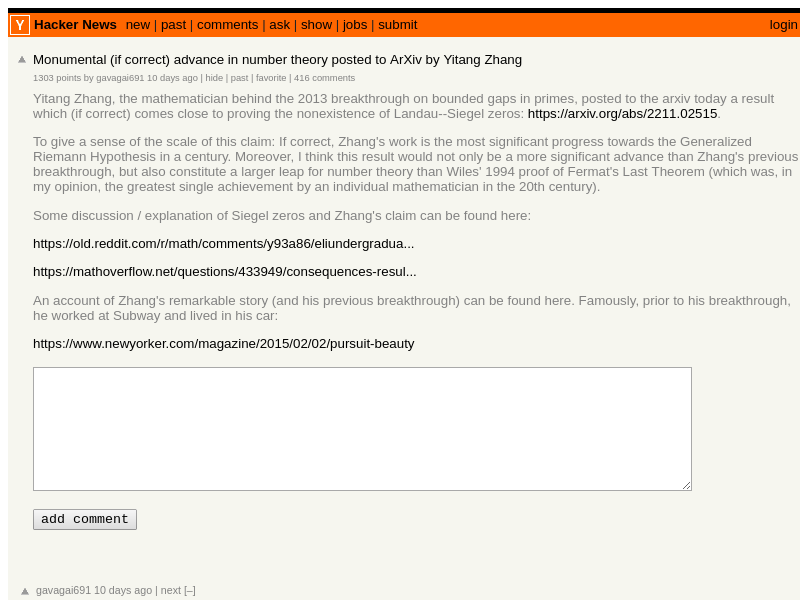 Y Hacker News new | past | comments | ask | show | jobs | submit login
Monumental (if correct) advance in number theory posted to ArXiv by Yitang Zhang
1303 points by gavagai691 10 days ago | hide | past | favorite | 416 comments
Yitang Zhang, the mathematician behind the 2013 breakthrough on bounded gaps in primes, posted to the arxiv today a result
which (if correct) comes close to proving the nonexistence of Landau--Siegel zeros: https://arxiv.org/abs/2211.02515.
To give a sense of the scale of this claim: If correct, Zhang's work is the most significant progress towards the Generalized
Riemann Hypothesis in a century. Moreover, I think this result would not only be a more significant advance than Zhang's previous
breakthrough, but also constitute a larger leap for number theory than Wiles' 1994 proof of Fermat's Last Theorem (which was, in
my opinion, the greatest single achievement by an individual mathematician in the 20th century).
Some discussion / explanation of Siegel zeros and Zhang's claim can be found here:
https://old.reddit.com/r/math/comments/y93a86/eliundergradua...
https://mathoverflow.net/questions/433949/consequences-resul...
An account of Zhang's remarkable story (and his previous breakthrough) can be found here. Famously, prior to his breakthrough,
he worked at Subway and lived in his car:
https://www.newyorker.com/magazine/2015/02/02/pursuit-beauty
add comment
gavagai691 10 days ago | next [–]